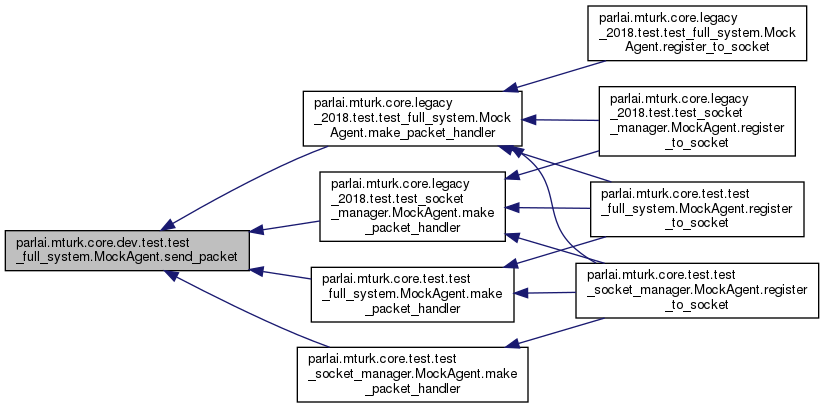 parlai.mturk.core.legacy
_2018.test.test_full_system.Mock
Agent.register_to_socket
parlai.mturk.core.legacy
_2018.test.test_full_system.Mock
Agent.make_packet_handler
parlai.mturk.core.legacy
_2018.test.test_socket
_manager.MockAgent.register
_to_socket
parlai.mturk.core.legacy
_2018.test.test_socket
_manager.MockAgent.make
_packet_handler
parlai.mturk.core.test.test
_full_system.MockAgent.register
_to_socket
parlai.mturk.core.dev.test.test
_full_system.MockAgent.send_packet
parlai.mturk.core.test.test
_full_system.MockAgent.make
_packet_handler
parlai.mturk.core.test.test
_socket_manager.MockAgent.register
_to_socket
parlai.mturk.core.test.test
_socket_manager.MockAgent.make
_packet_handler